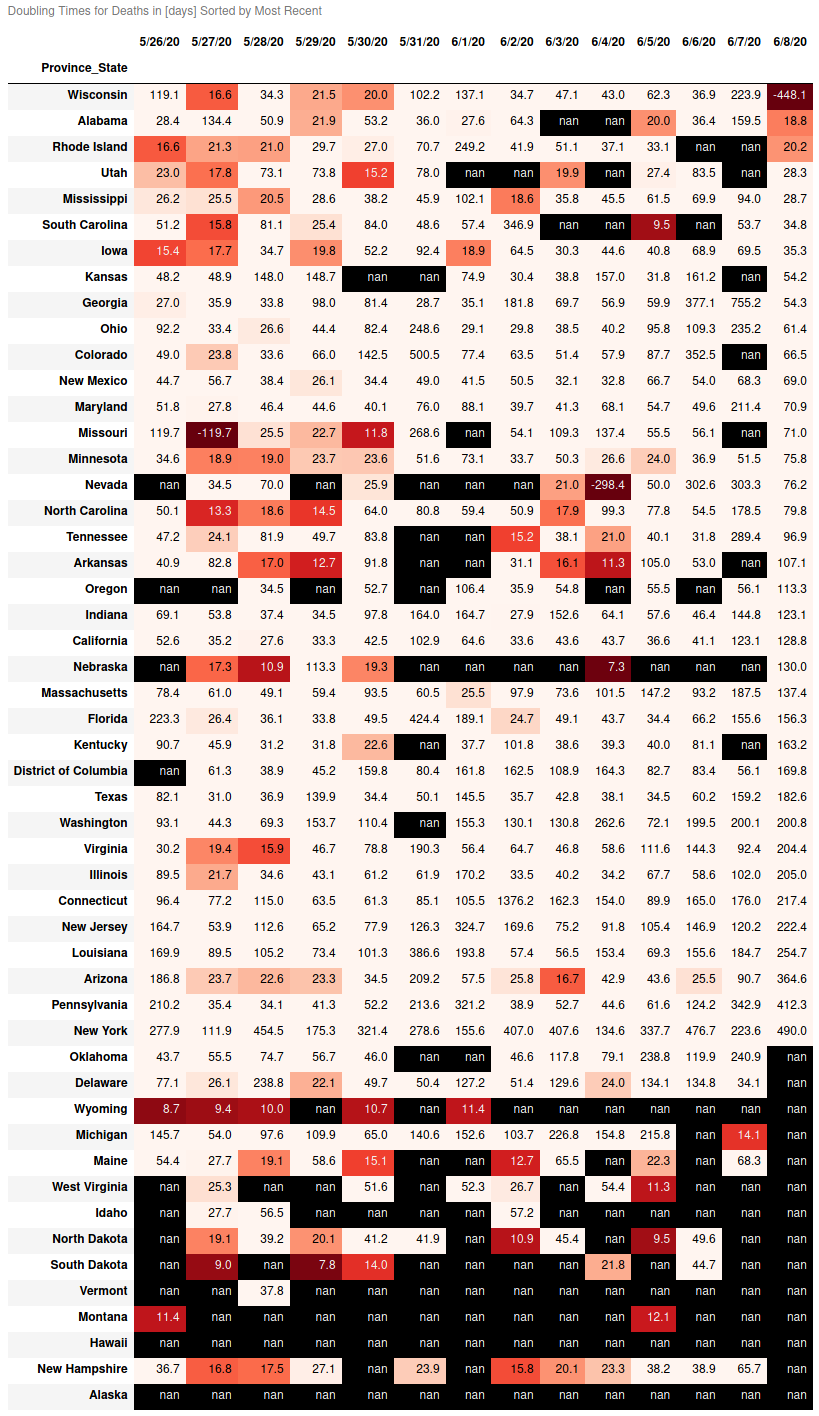 Doubling Times for Deaths in [days] Sorted by Most Recent
5/26/20 5/27/20 5/28/20 5/29/20 5/30/20 5/31/20 6/1/20 6/2/20 6/3/20 6/4/20 6/5/20 6/6/20 6/7/20 6/8/20
Province_State
Wisconsin 119.1 16.6 34.3 21.5 20.0 102.2 137.1 34.7 47.1 43.0 62.3 36.9 223.9 -448.1
Alabama 28.4 134.4 50.9 21.9 53.2 36.0 27.6 64.3 nan nan 20.0 36.4 159.5 18.8
Rhode Island 16.6 21.3 21.0 29.7 27.0 70.7 249.2 41.9 51.1 37.1 33.1 nan nan 20.2
Utah 23.0 17.8 73.1 73.8 15.2 78.0 nan nan 19.9 nan 27.4 83.5 nan 28.3
Mississippi 26.2 25.5 20.5 28.6 38.2 45.9 102.1 18.6 35.8 45.5 61.5 69.9 94.0 28.7
South Carolina 51.2 15.8 81.1 25.4 84.0 48.6 57.4 346.9 nan nan 9.5 nan 53.7 34.8
Iowa 15.4 17.7 34.7 19.8 52.2 92.4 18.9 64.5 30.3 44.6 40.8 68.9 69.5 35.3
Kansas 48.2 48.9 148.0 148.7 nan nan 74.9 30.4 38.8 157.0 31.8 161.2 nan 54.2
Georgia 27.0 35.9 33.8 98.0 81.4 28.7 35.1 181.8 69.7 56.9 59.9 377.1 755.2 54.3
Ohio 92.2 33.4 26.6 44.4 82.4 248.6 29.1 29.8 38.5 40.2 95.8 109.3 235.2 61.4
Colorado 49.0 23.8 33.6 66.0 142.5 500.5 77.4 63.5 51.4 57.9 87.7 352.5 nan 66.5
New Mexico 44.7 56.7 38.4 26.1 34.4 49.0 41.5 50.5 32.1 32.8 66.7 54.0 68.3 69.0
Maryland 51.8 27.8 46.4 44.6 40.1 76.0 88.1 39.7 41.3 68.1 54.7 49.6 211.4 70.9
Missouri 119.7 -119.7 25.5 22.7 11.8 268.6 nan 54.1 109.3 137.4 55.5 56.1 nan 71.0
Minnesota 34.6 18.9 19.0 23.7 23.6 51.6 73.1 33.7 50.3 26.6 24.0 36.9 51.5 75.8
Nevada nan 34.5 70.0 nan 25.9 nan nan nan 21.0 -298.4 50.0 302.6 303.3 76.2
North Carolina 50.1 13.3 18.6 14.5 64.0 80.8 59.4 50.9 17.9 99.3 77.8 54.5 178.5 79.8
Tennessee 47.2 24.1 81.9 49.7 83.8 nan nan 15.2 38.1 21.0 40.1 31.8 289.4 96.9
Arkansas 40.9 82.8 17.0 12.7 91.8 nan nan 31.1 16.1 11.3 105.0 53.0 nan 107.1
Oregon nan nan 34.5 nan 52.7 nan 106.4 35.9 54.8 nan 55.5 nan 56.1 113.3
Indiana 69.1 53.8 37.4 34.5 97.8 164.0 164.7 27.9 152.6 64.1 57.6 46.4 144.8 123.1
California 52.6 35.2 27.6 33.3 42.5 102.9 64.6 33.6 43.6 43.7 36.6 41.1 123.1 128.8
Nebraska nan 17.3 10.9 113.3 19.3 nan nan nan nan 7.3 nan nan nan 130.0
Massachusetts 78.4 61.0 49.1 59.4 93.5 60.5 25.5 97.9 73.6 101.5 147.2 93.2 187.5 137.4
Florida 223.3 26.4 36.1 33.8 49.5 424.4 189.1 24.7 49.1 43.7 34.4 66.2 155.6 156.3
Kentucky 90.7 45.9 31.2 31.8 22.6 nan 37.7 101.8 38.6 39.3 40.0 81.1 nan 163.2
District of Columbia nan 61.3 38.9 45.2 159.8 80.4 161.8 162.5 108.9 164.3 82.7 83.4 56.1 169.8
Texas 82.1 31.0 36.9 139.9 34.4 50.1 145.5 35.7 42.8 38.1 34.5 60.2 159.2 182.6
Washington 93.1 44.3 69.3 153.7 110.4 nan 155.3 130.1 130.8 262.6 72.1 199.5 200.1 200.8
Virginia 30.2 19.4 15.9 46.7 78.8 190.3 56.4 64.7 46.8 58.6 111.6 144.3 92.4 204.4
Illinois 89.5 21.7 34.6 43.1 61.2 61.9 170.2 33.5 40.2 34.2 67.7 58.6 102.0 205.0
Connecticut 96.4 77.2 115.0 63.5 61.3 85.1 105.5 1376.2 162.3 154.0 89.9 165.0 176.0 217.4
New Jersey 164.7 53.9 112.6 65.2 77.9 126.3 324.7 169.6 75.2 91.8 105.4 146.9 120.2 222.4
Louisiana 169.9 89.5 105.2 73.4 101.3 386.6 193.8 57.4 56.5 153.4 69.3 155.6 184.7 254.7
Arizona 186.8 23.7 22.6 23.3 34.5 209.2 57.5 25.8 16.7 42.9 43.6 25.5 90.7 364.6
Pennsylvania 210.2 35.4 34.1 41.3 52.2 213.6 321.2 38.9 52.7 44.6 61.6 124.2 342.9 412.3
New York 277.9 111.9 454.5 175.3 321.4 278.6 155.6 407.0 407.6 134.6 337.7 476.7 223.6 490.0
Oklahoma 43.7 55.5 74.7 56.7 46.0 nan nan 46.6 117.8 79.1 238.8 119.9 240.9 nan
Delaware 77.1 26.1 238.8 22.1 49.7 50.4 127.2 51.4 129.6 24.0 134.1 134.8 34.1 nan
Wyoming 8.7 9.4 10.0 nan 10.7 nan 11.4 nan nan nan nan nan nan nan
Michigan 145.7 54.0 97.6 109.9 65.0 140.6 152.6 103.7 226.8 154.8 215.8 nan 14.1 nan
Maine 54.4 27.7 19.1 58.6 15.1 nan nan 12.7 65.5 nan 22.3 nan 68.3 nan
West Virginia nan 25.3 nan nan 51.6 nan 52.3 26.7 nan 54.4 11.3 nan nan nan
Idaho nan 27.7 56.5 nan nan nan nan 57.2 nan nan nan nan nan nan
North Dakota nan 19.1 39.2 20.1 41.2 41.9 nan 10.9 45.4 nan 9.5 49.6 nan nan
South Dakota nan 9.0 nan 7.8 14.0 nan nan nan nan 21.8 nan 44.7 nan nan
Vermont nan nan 37.8 nan nan nan nan nan nan nan nan nan nan nan
Montana 11.4 nan nan nan nan nan nan nan nan nan 12.1 nan nan nan
Hawaii nan nan nan nan nan nan nan nan nan nan nan nan nan nan
New Hampshire 36.7 16.8 17.5 27.1 nan 23.9 nan 15.8 20.1 23.3 38.2 38.9 65.7 nan
Alaska nan nan nan nan nan nan nan nan nan nan nan nan nan nan